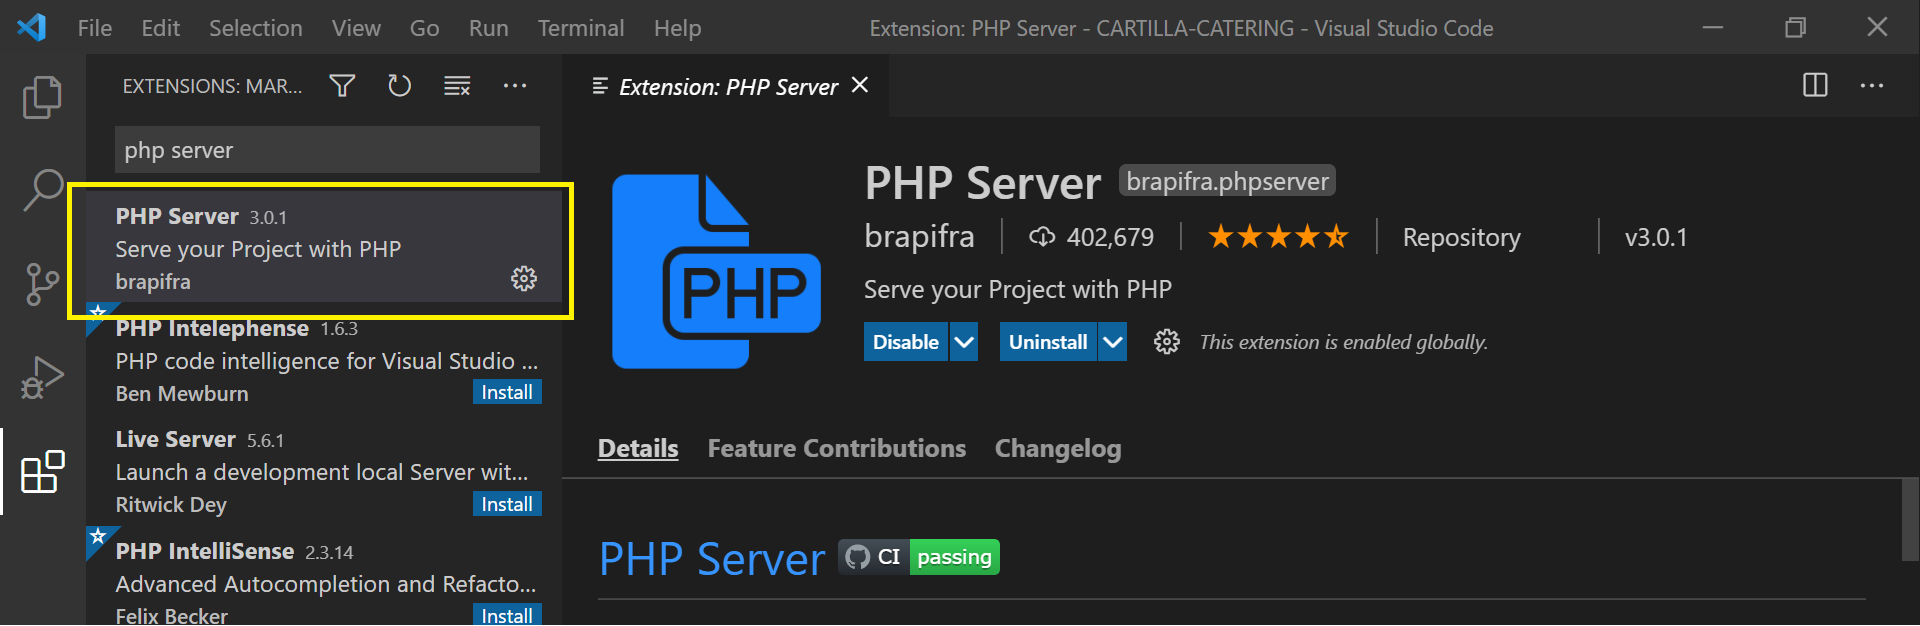 File Edit Selection View Go Run Terminal Help Extension: PHP Server - CARTILLA-CATERING - Visual Studio Code
EXTENSIONS: MAR...
php server
PHP Server 3.0.1
Serve your Project with PHP
brapifra
PHP Intelephense 1.6.3
PHP code intelligence for Visual Studio ...
Ben Mewburn Install
Live Server 5.6.1
Launch a development local Server wit...
Ritwick Dey Install
PHP IntelliSense 2.3.14
Advanced Autocompletion and Refacto...
Felix Becker Install
Extension: PHP Server
PHP
PHP Server brapifra.phpserver
brapifra 402,679 Repository v3.0.1
Serve your Project with PHP
Disable Uninstall This extension is enabled globally.
Details Feature Contributions Changelog
PHP Server CI passing